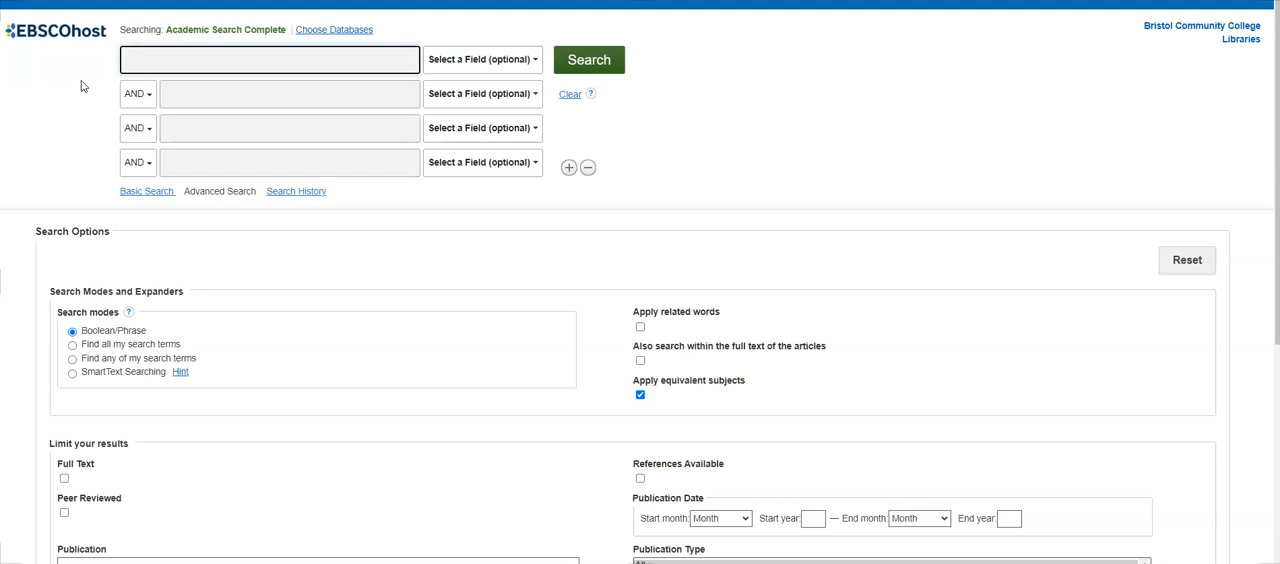 EBSCOhost Searching: Academic Search Complete Choose Databases Bristol Community College
Libraries
Select a Field (optional) Search
AND Select a Field (optional) Clear ?
AND Select a Field (optional)
AND Select a Field (optional)
Basic Search Advanced Search Search History
Search Options
Reset
Search Modes and Expanders
Search modes ? Apply related words
Boolean/Phrase
Find all my search terms Also search within the full text of the articles
Find any of my search terms
SmartText Searching Hint Apply equivalent subjects
Limit your results
Full Text References Available
Peer Reviewed Publication Date
Start month: Month Start year: — End month: Month End year:
Publication Publication Type